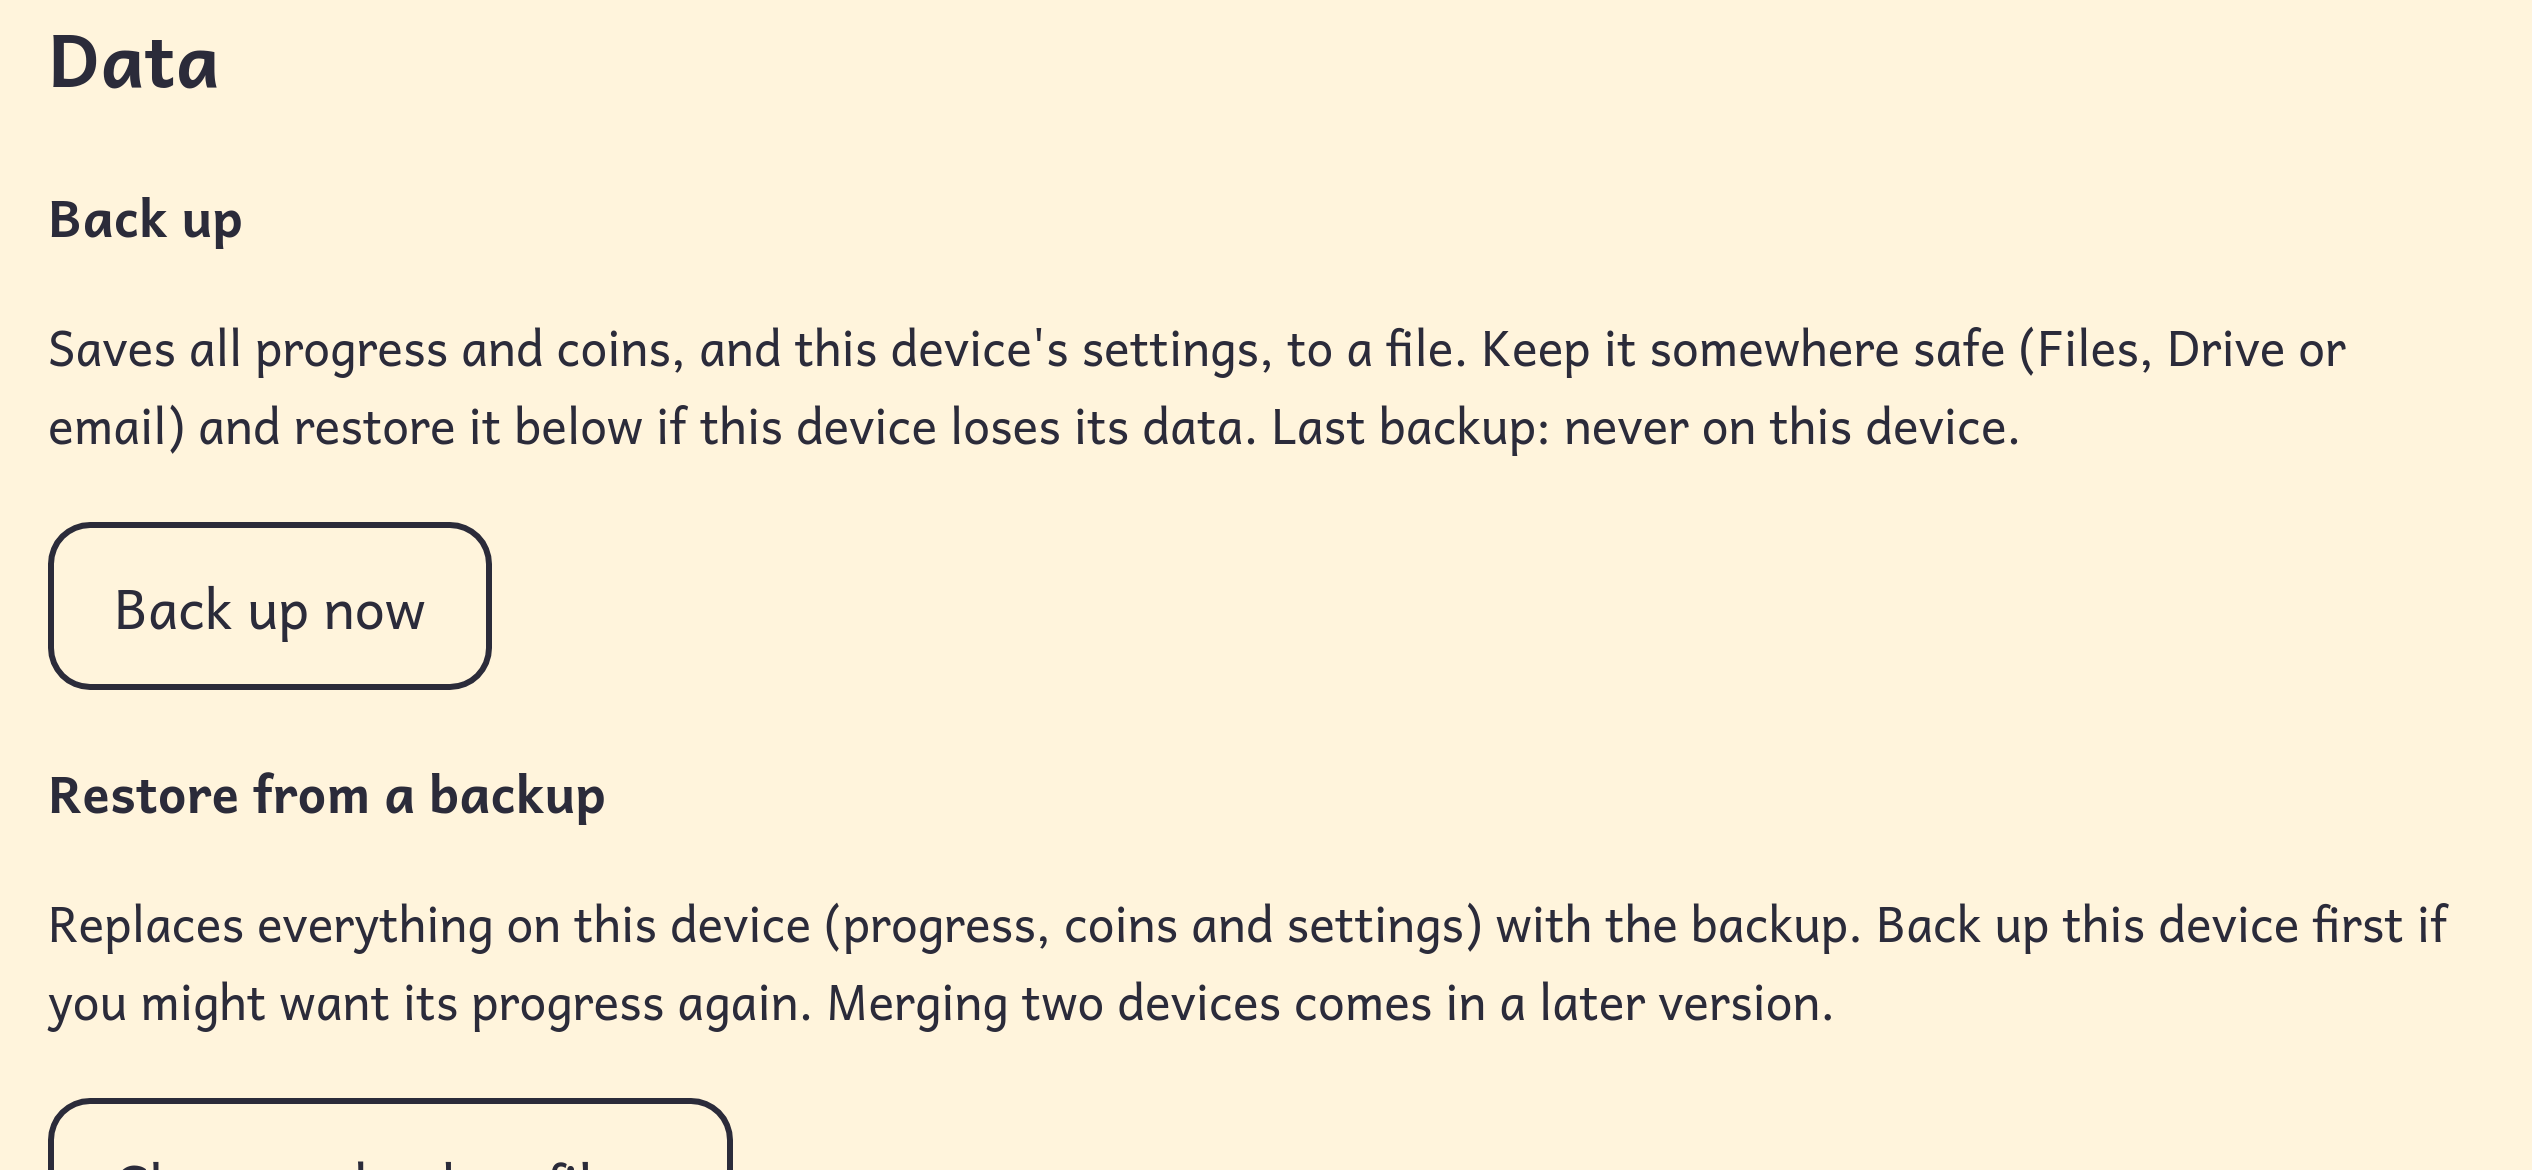 Data
Back up
Saves all progress and coins, and this device's settings, to a file. Keep it somewhere safe (Files, Drive or
email) and restore it below if this device loses its data. Last backup: never on this device.
Back up now
Restore from a backup
Replaces everything on this device (progress, coins and settings) with the backup. Back up this device first if
you might want its progress again. Merging two devices comes in a later version.